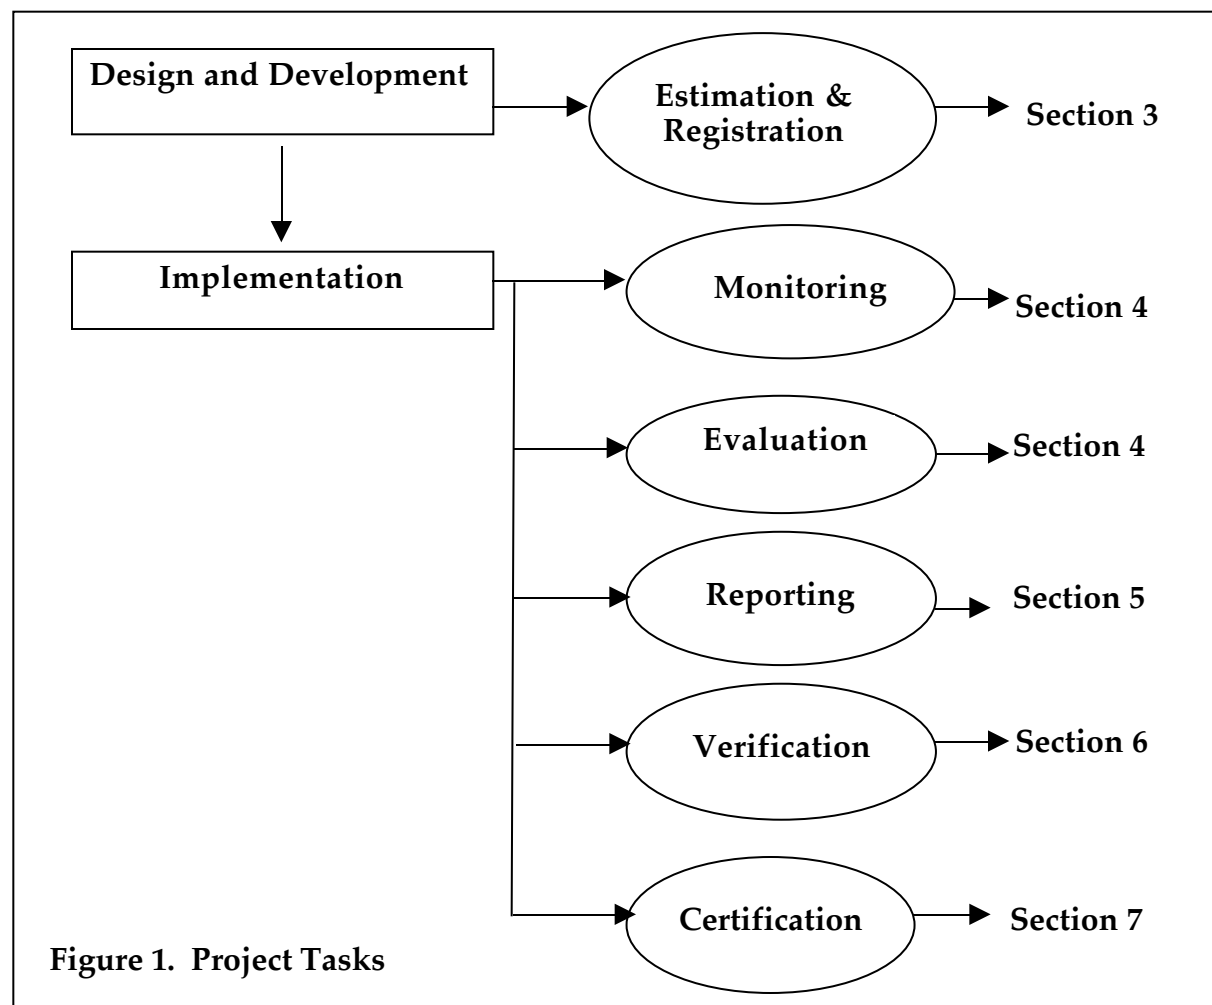 Design and Development
Estimation &
Registration
Section 3
Implementation
Monitoring
Section 4
Evaluation
Section 4
Reporting
Section 5
Verification
Section 6
Certification
Section 7
Figure 1.  Project Tasks